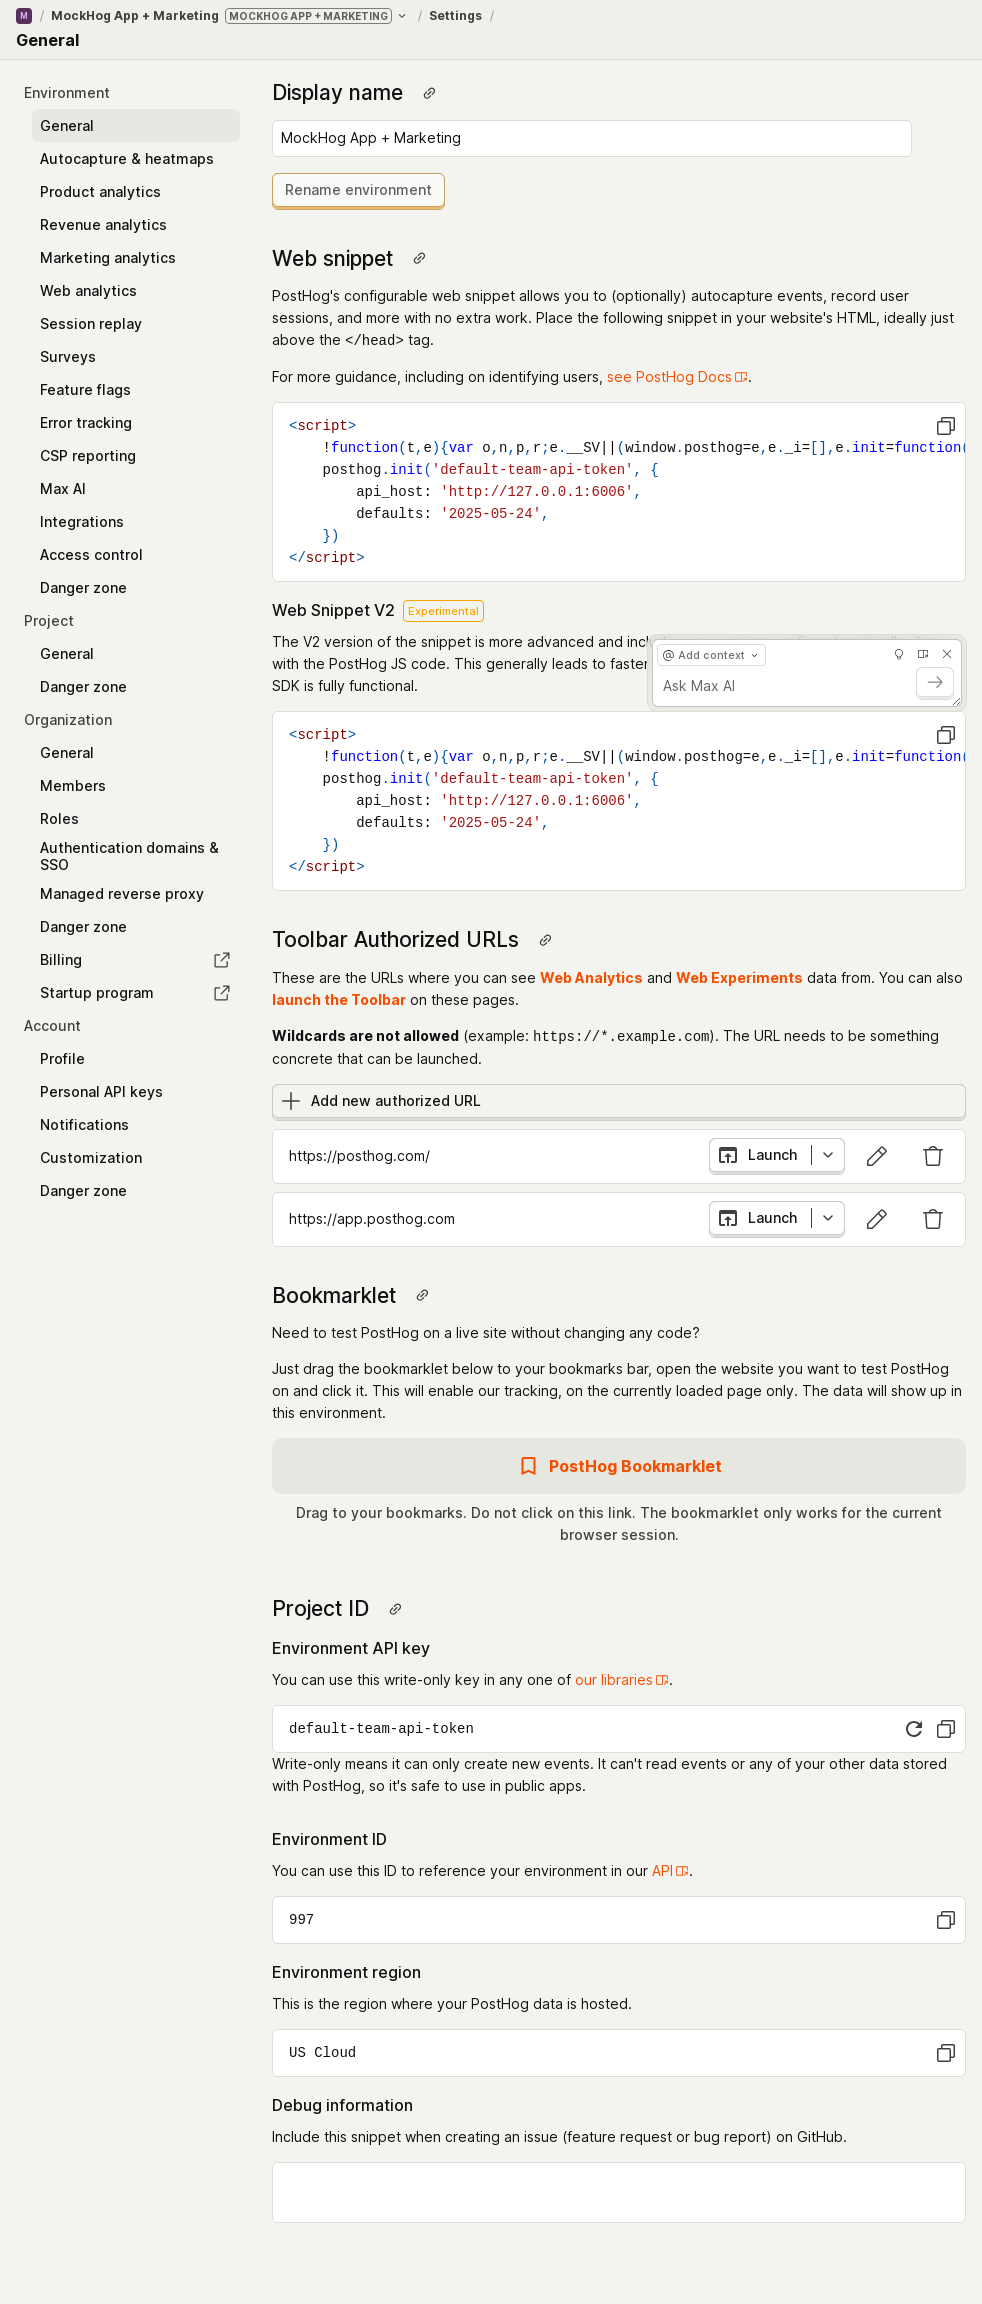 M / MockHog App + Marketing MOCKHOG APP + MARKETING / Settings /
General
Environment
General
Autocapture & heatmaps
Product analytics
Revenue analytics
Marketing analytics
Web analytics
Session replay
Surveys
Feature flags
Error tracking
CSP reporting
Max AI
Integrations
Access control
Danger zone
Project
General
Danger zone
Organization
General
Members
Roles
Authentication domains &
SSO
Managed reverse proxy
Danger zone
Billing
Startup program
Account
Profile
Personal API keys
Notifications
Customization
Danger zone
Display name
MockHog App + Marketing
Rename environment
Web snippet
PostHog's configurable web snippet allows you to (optionally) autocapture events, record user
sessions, and more with no extra work. Place the following snippet in your website's HTML, ideally just
above the </head> tag.
For more guidance, including on identifying users, see PostHog Docs.
<script>
!function(t,e){var o,n,p,r;e.__SV||(window.posthog=e,e._i=[],e.init=function(
posthog.init('default-team-api-token', {
api_host: 'http://127.0.0.1:6006',
defaults: '2025-05-24',
})
</script>
Web Snippet V2 Experimental
The V2 version of the snippet is more advanced and
with the PostHog JS code. This generally leads to faster
SDK is fully functional.
Add context
Ask Max AI
<script>
!function(t,e){var o,n,p,r;e.__SV||(window.posthog=e,e._i=[],e.init=function(
posthog.init('default-team-api-token', {
api_host: 'http://127.0.0.1:6006',
defaults: '2025-05-24',
})
</script>
Toolbar Authorized URLs
These are the URLs where you can see Web Analytics and Web Experiments data from. You can also
launch the Toolbar on these pages.
Wildcards are not allowed (example: https://*.example.com). The URL needs to be something
concrete that can be launched.
Add new authorized URL
https://posthog.com/ Launch
https://app.posthog.com Launch
Bookmarklet
Need to test PostHog on a live site without changing any code?
Just drag the bookmarklet below to your bookmarks bar, open the website you want to test PostHog
on and click it. This will enable our tracking, on the currently loaded page only. The data will show up in
this environment.
PostHog Bookmarklet
Drag to your bookmarks. Do not click on this link. The bookmarklet only works for the current
browser session.
Project ID
Environment API key
You can use this write-only key in any one of our libraries.
default-team-api-token
Write-only means it can only create new events. It can't read events or any of your other data stored
with PostHog, so it's safe to use in public apps.
Environment ID
You can use this ID to reference your environment in our API.
997
Environment region
This is the region where your PostHog data is hosted.
US Cloud
Debug information
Include this snippet when creating an issue (feature request or bug report) on GitHub.